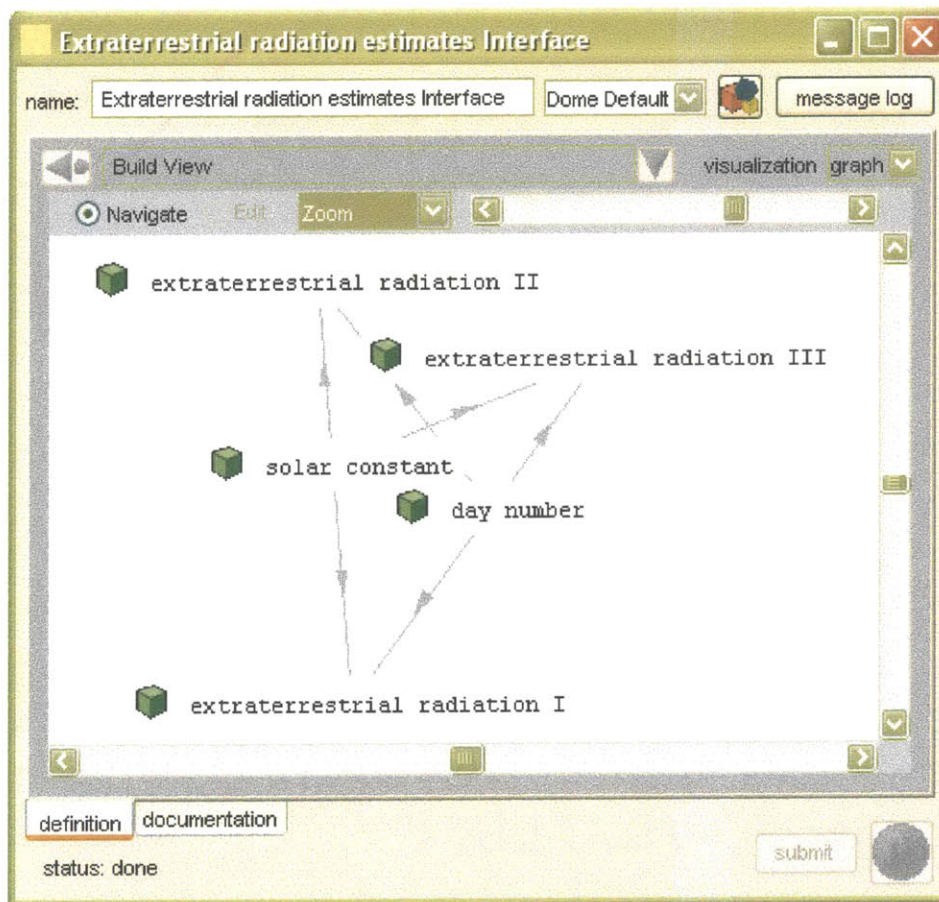 Extraterrestrial radiation estimates Interface
name: Extraterrestrial radiation estimates Interface Dome Default message log
Build View visualization graph
Navigate Edit Zoom
extraterrestrial radiation II
extraterrestrial radiation III
solar constant
day number
extraterrestrial radiation I
definition documentation
status: done submit